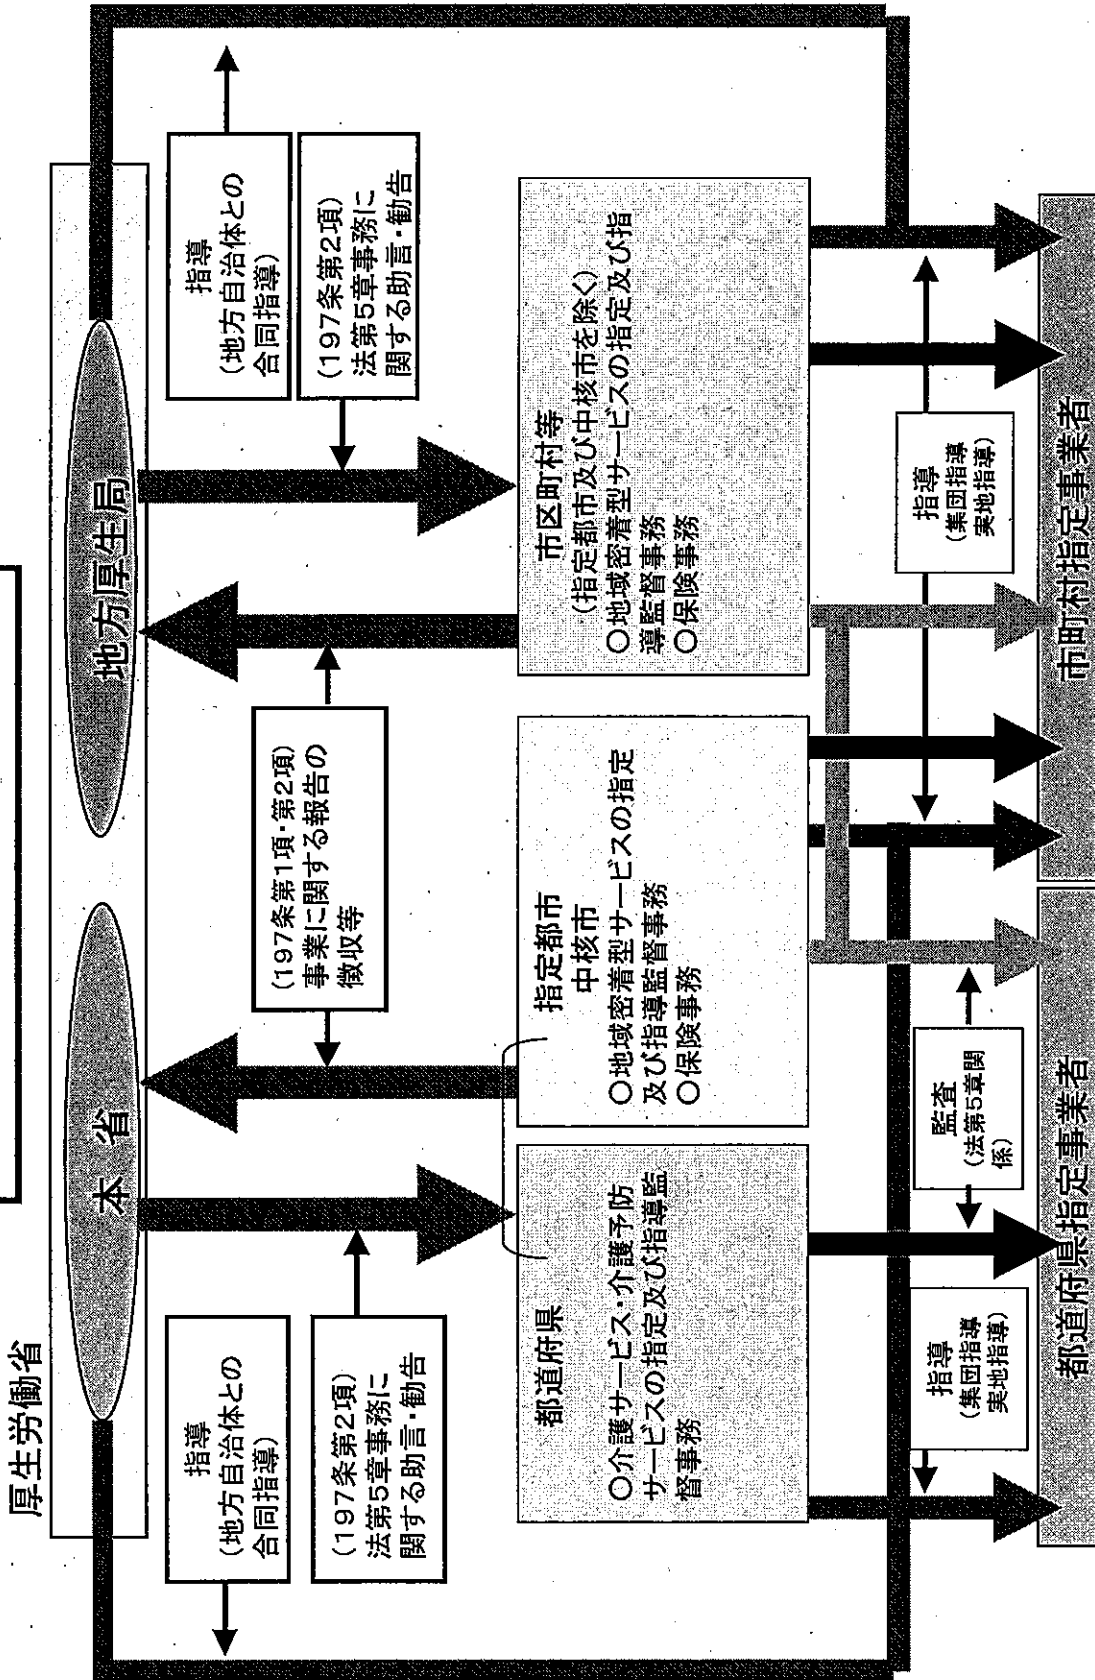 厚生労働省
本　省
地方厚生局
指導
(地方自治体との
合同指導)
(197条第2項)
法第5章事務に
関する助言・勧告
(197条第1項・第2項)
事業に関する報告の
徴収等
指導
(地方自治体との
合同指導)
(197条第2項)
法第5章事務に
関する助言・勧告
都道府県
○介護サービス・介護予防
サービスの指定及び指導監
督事務
指定都市
中核市
○地域密着型サービスの指定
及び指導監督事務
○保険事務
市区町村等
(指定都市及び中核市を除く)
○地域密着型サービスの指定及び指
導監督事務
○保険事務
指導
(集団指導
実地指導)
監査
(法第5章関
係)
指導
(集団指導
実地指導)
都道府県指定事業者
市町村指定事業者